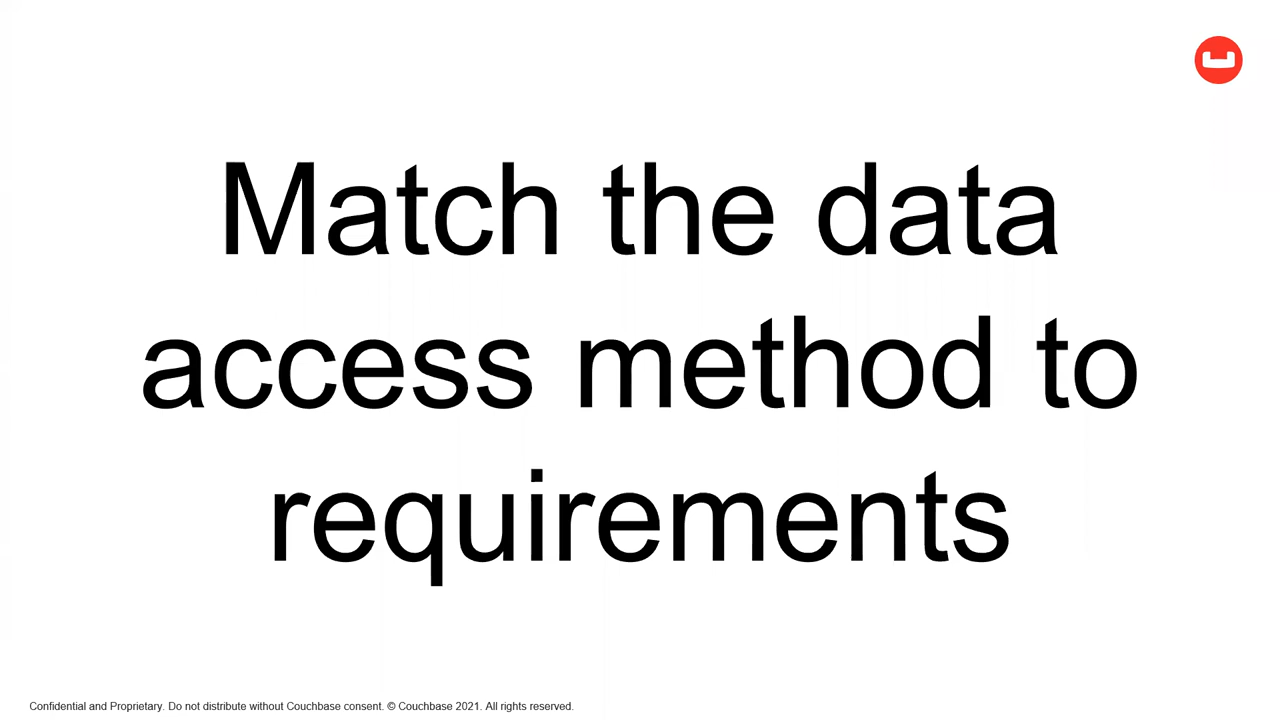 Match the data
access method to
requirements
Confidential and Proprietary. Do not distribute without Couchbase consent. © Couchbase 2021. All rights reserved.